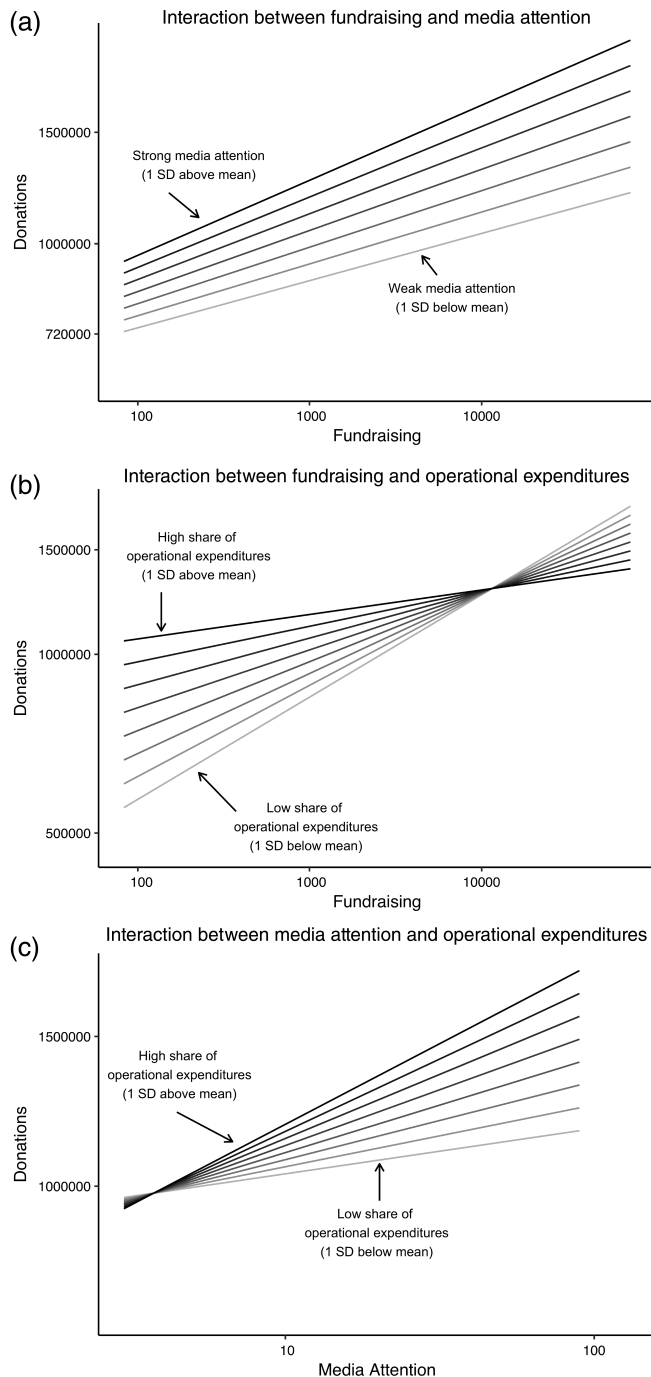 (a)
Interaction between fundraising and media attention
1500000
Strong media attention
(1 SD above mean)
Donations
1000000
Weak media attention
(1 SD below mean)
720000
100
1000
10000
Fundraising
(b)
Interaction between fundraising and operational expenditures
High share of
operational expenditures
(1 SD above mean)
1500000
Donations
1000000
Low share of
operational expenditures
(1 SD below mean)
500000
100
1000
10000
Fundraising
(c)
Interaction between media attention and operational expenditures
1500000
High share of
operational expenditures
(1 SD above mean)
Donations
1000000
Low share of
operational expenditures
(1 SD below mean)
10
100
Media Attention